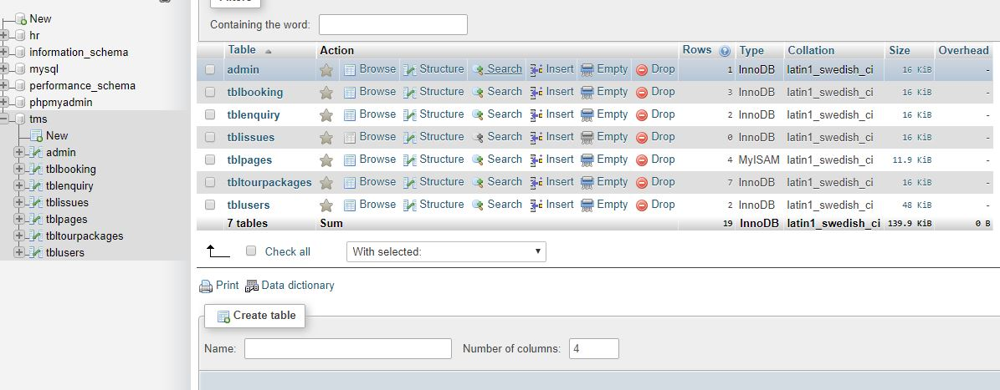 New
hr
information_schema
mysql
performance_schema
phpmyadmin
tms
New
admin
tblbooking
tblenquiry
tblissues
tblpages
tbltourpackages
tblusers
Containing the word:
Table Action Rows Type Collation Size Overhead
admin Browse Structure Search Insert Empty Drop 1 InnoDB latin1_swedish_ci 16 KiB -
tblbooking Browse Structure Search Insert Empty Drop 3 InnoDB latin1_swedish_ci 16 KiB -
tblenquiry Browse Structure Search Insert Empty Drop 2 InnoDB latin1_swedish_ci 16 KiB -
tblissues Browse Structure Search Insert Empty Drop 0 InnoDB latin1_swedish_ci 16 KiB -
tblpages Browse Structure Search Insert Empty Drop 4 MyISAM latin1_swedish_ci 11.9 KiB -
tbltourpackages Browse Structure Search Insert Empty Drop 7 InnoDB latin1_swedish_ci 16 KiB -
tblusers Browse Structure Search Insert Empty Drop 2 InnoDB latin1_swedish_ci 48 KiB -
7 tables Sum 19 InnoDB latin1_swedish_ci 139.9 KiB 0 B
Check all With selected:
Print Data dictionary
Create table
Name: Number of columns: 4